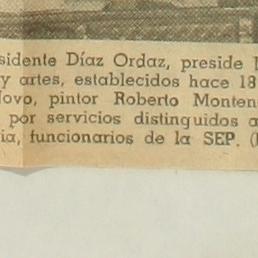 sidente Díaz Ordaz, preside
y artes, establecidos hace 18
Novo, pintor Roberto Monten
por servicios distinguidos a
ia, funcionarios de la SEP. (